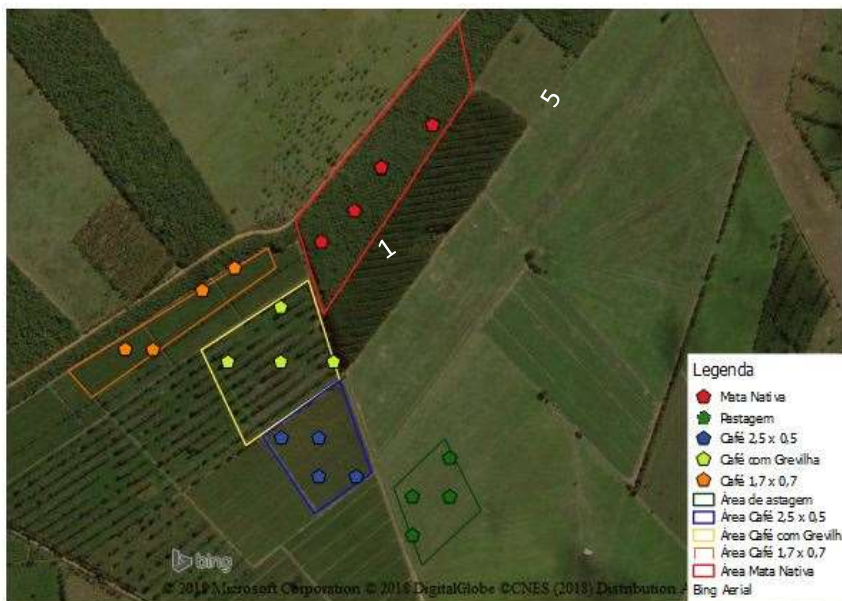 5
1
Legenda
Mata Nativa
Pastagem
Café 2,5 x 0,5
Café com Grevilha
Café 1,7 x 0,7
Área de astagem
Área Café 2,5 x 0,5
Área Café com Grevilh
Área Café 1,7 x 0,7
Área Mata Nativa
Bing Aerial
bing
© 2018 Microsoft Corporation © 2018 DigitalGlobe ©CNES (2018) Distribution A